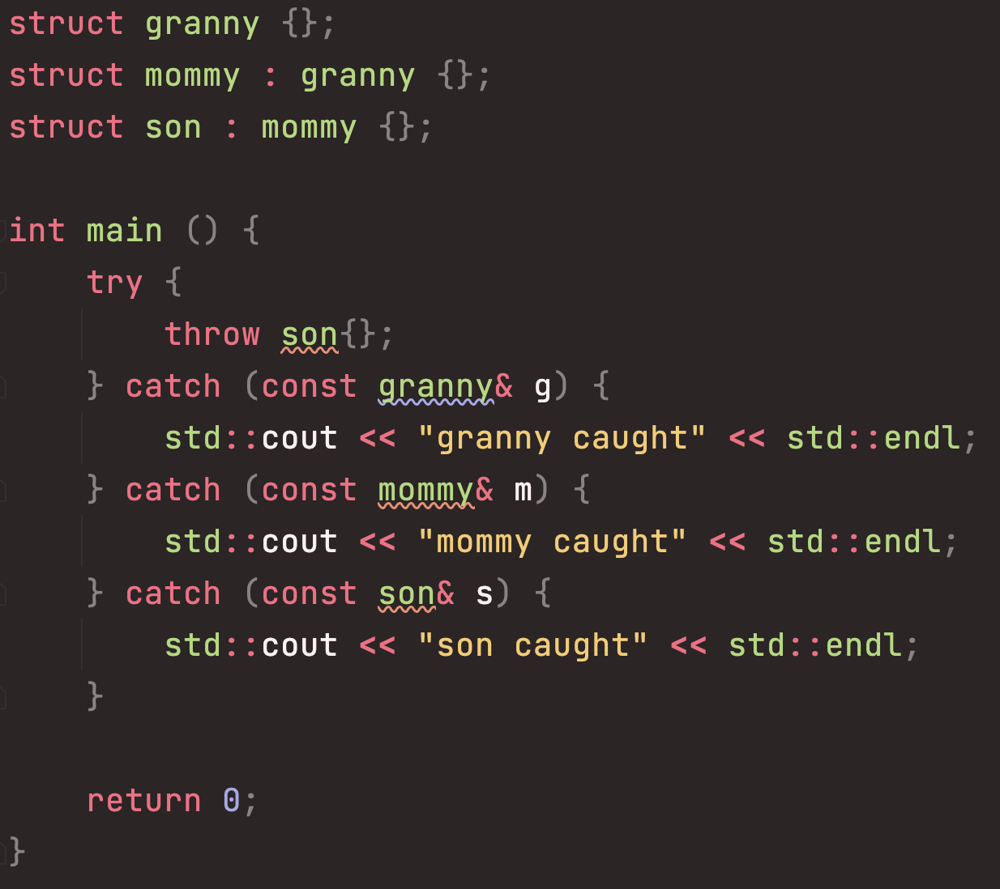 struct granny {};
struct mommy : granny {};
struct son : mommy {};

int main () {
    try {
        throw son{};
    } catch (const granny& g) {
        std::cout << "granny caught" << std::endl;
    } catch (const mommy& m) {
        std::cout << "mommy caught" << std::endl;
    } catch (const son& s) {
        std::cout << "son caught" << std::endl;
    }

    return 0;
}